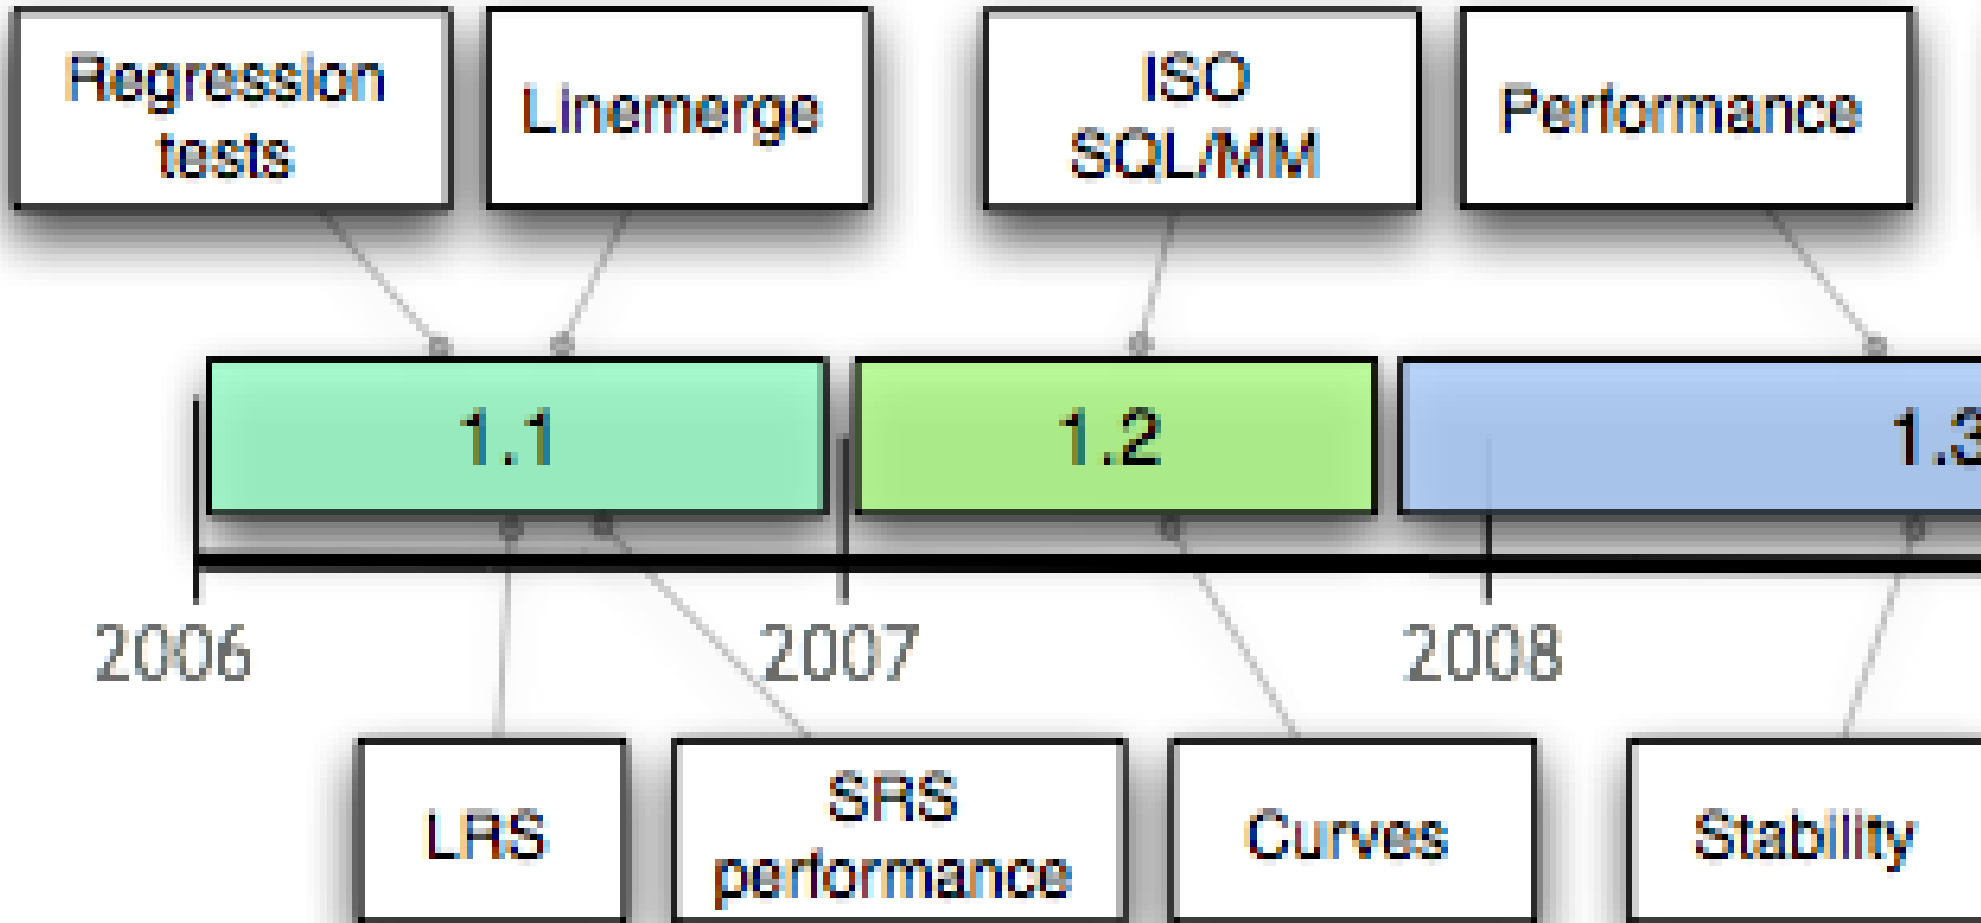 Regression
tests
Linemerge
ISO
SQL/MM
Performance
1.1
1.2
1.3
2006
2007
2008
LRS
SRS
performance
Curves
Stability